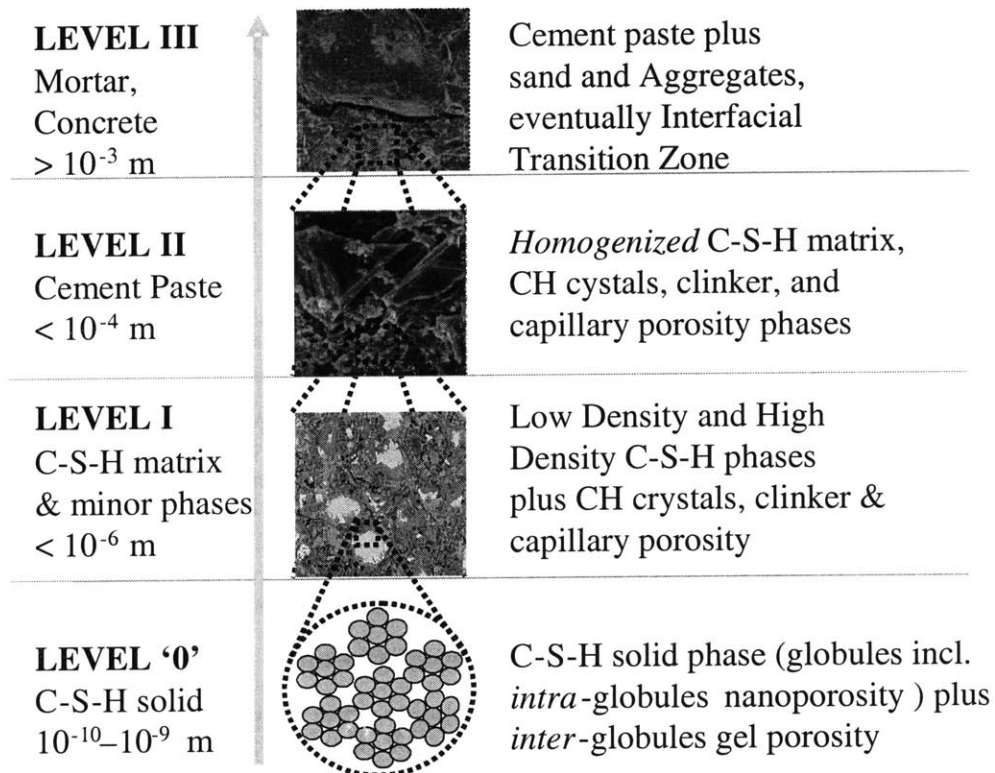 LEVEL III
Mortar,
Concrete
> 10⁻³ m
Cement paste plus
sand and Aggregates,
eventually Interfacial
Transition Zone
LEVEL II
Cement Paste
< 10⁻⁴ m
Homogenized C-S-H matrix,
CH cystals, clinker, and
capillary porosity phases
LEVEL I
C-S-H matrix
& minor phases
< 10⁻⁶ m
Low Density and High
Density C-S-H phases
plus CH crystals, clinker &
capillary porosity
LEVEL ‘0’
C-S-H solid
10⁻¹⁰–10⁻⁹ m
C-S-H solid phase (globules incl.
intra-globules nanoporosity ) plus
inter-globules gel porosity